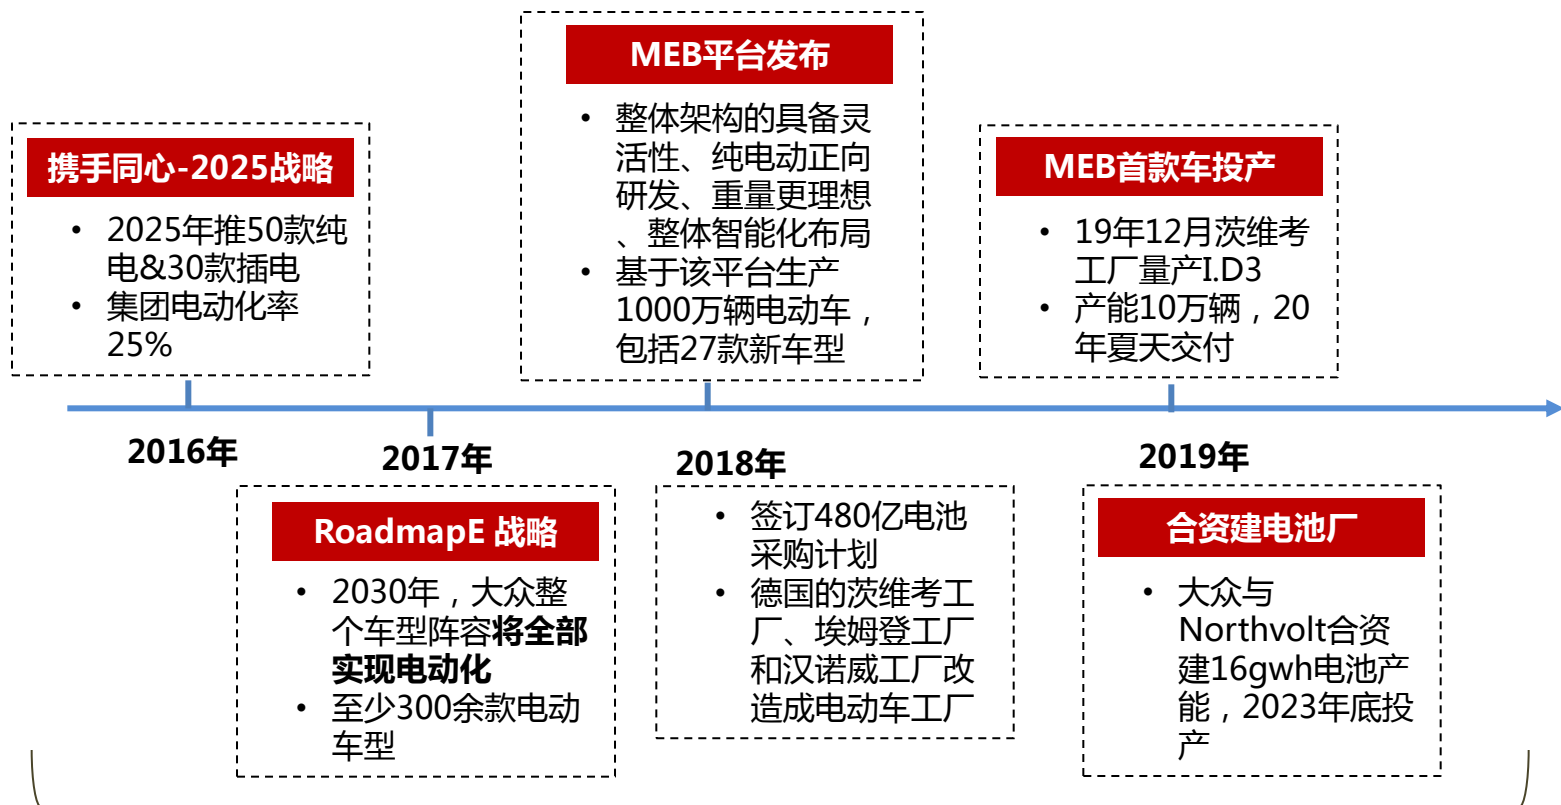 携手同心-2025战略
• 2025年推50款纯
电&30款插电
• 集团电动化率
25%
MEB平台发布
• 整体架构的具备灵
活性、纯电动正向
研发、重量更理想
、整体智能化布局
• 基于该平台生产
1000万辆电动车，
包括27款新车型
MEB首款车投产
• 19年12月茨维考
工厂量产I.D3
• 产能10万辆，20
年夏天交付
2016年
2017年
2018年
2019年
RoadmapE 战略
• 2030年，大众整
个车型阵容将全部
实现电动化
• 至少300余款电动
车型
• 签订480亿电池
采购计划
• 德国的茨维考工
厂、埃姆登工厂
和汉诺威工厂改
造成电动车工厂
合资建电池厂
• 大众与
Northvolt合资
建16gwh电池产
能，2023年底投
产